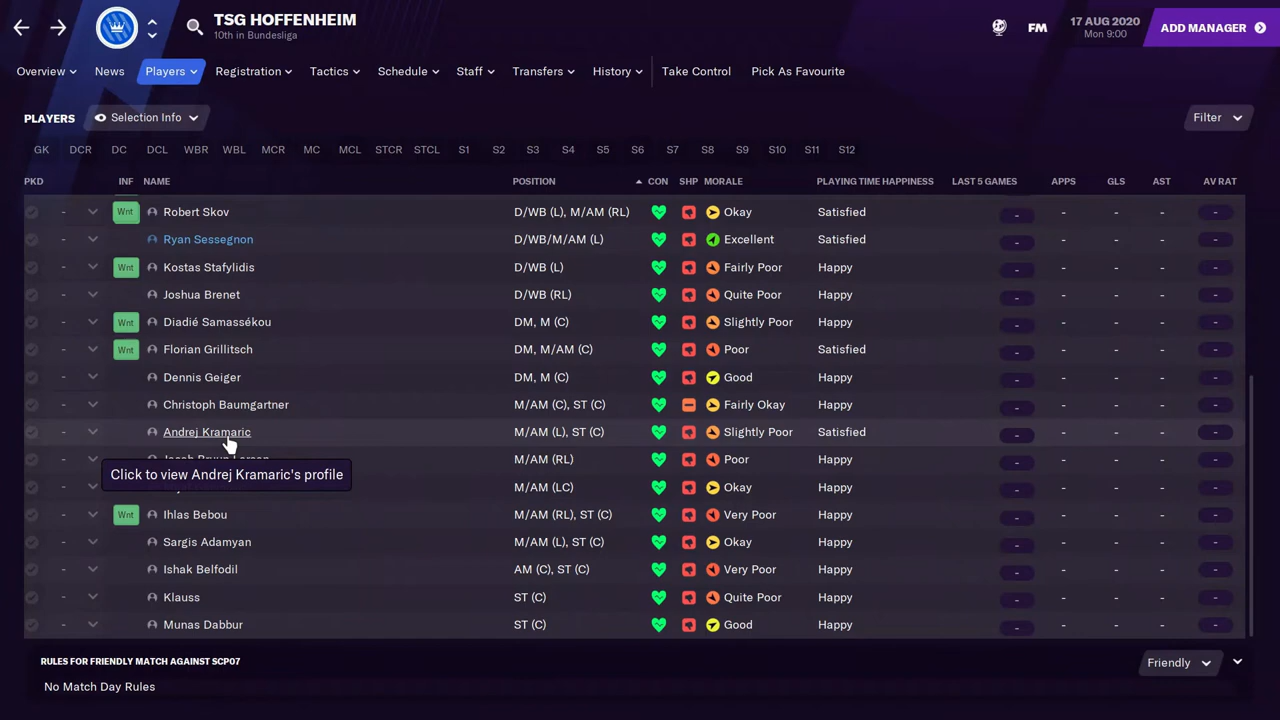 TSG HOFFENHEIM
10th in Bundesliga
FM
17 AUG 2020
Mon 9:00
ADD MANAGER
Overview News Players Registration Tactics Schedule Staff Transfers History Take Control Pick As Favourite
PLAYERS Selection Info Filter
GK DCR DC DCL WBR WBL MCR MC MCL STCR STCL S1 S2 S3 S4 S5 S6 S7 S8 S9 S10 S11 S12
PKD INF NAME POSITION CON SHP MORALE PLAYING TIME HAPPINESS LAST 5 GAMES APPS GLS AST AV RAT
- Wnt Robert Skov D/WB (L), M/AM (RL) Okay Satisfied - - - - -
- Ryan Sessegnon D/WB/M/AM (L) Excellent Satisfied - - - - -
- Wnt Kostas Stafylidis D/WB (L) Fairly Poor Happy - - - - -
- Joshua Brenet D/WB (RL) Quite Poor Happy - - - - -
- Wnt Diadié Samassékou DM, M (C) Slightly Poor Happy - - - - -
- Wnt Florian Grillitsch DM, M/AM (C) Poor Satisfied - - - - -
- Dennis Geiger DM, M (C) Good Happy - - - - -
- Christoph Baumgartner M/AM (C), ST (C) Fairly Okay Happy - - - - -
- Andrej Kramaric M/AM (L), ST (C) Slightly Poor Satisfied - - - - -
- M/AM (RL) Poor Happy - - - - -
Click to view Andrej Kramaric's profile
- M/AM (LC) Okay Happy - - - - -
- Wnt Ihlas Bebou M/AM (RL), ST (C) Very Poor Happy - - - - -
- Sargis Adamyan M/AM (L), ST (C) Okay Happy - - - - -
- Ishak Belfodil AM (C), ST (C) Very Poor Happy - - - - -
- Klauss ST (C) Quite Poor Happy - - - - -
- Munas Dabbur ST (C) Good Happy - - - - -
RULES FOR FRIENDLY MATCH AGAINST SCP07 Friendly
No Match Day Rules